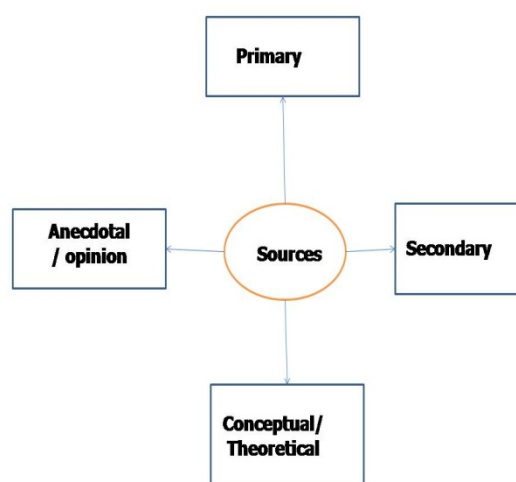 Primary
Anecdotal
/ opinion
Sources
Secondary
Conceptual/
Theoretical